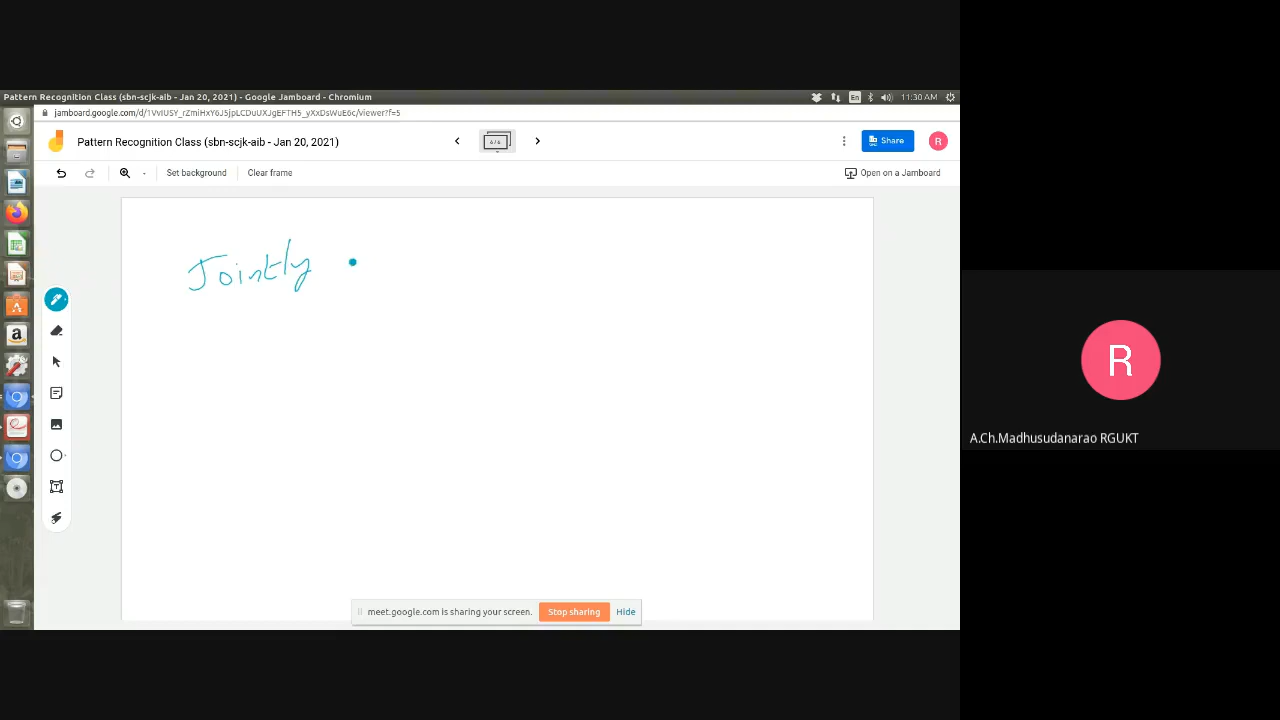 Pattern Recognition Class (sbn-scjk-aib - Jan 20, 2021) - Google Jamboard - Chromium
En
11:30 AM
Pattern Recognition Class (sbn-scjk-aib - Jan 20, 2021)
Share
R
Set background
Clear frame
Open on a Jamboard
Jointly
R
A.Ch.Madhusudanarao RGUKT
meet.google.com is sharing your screen.
Stop sharing
Hide